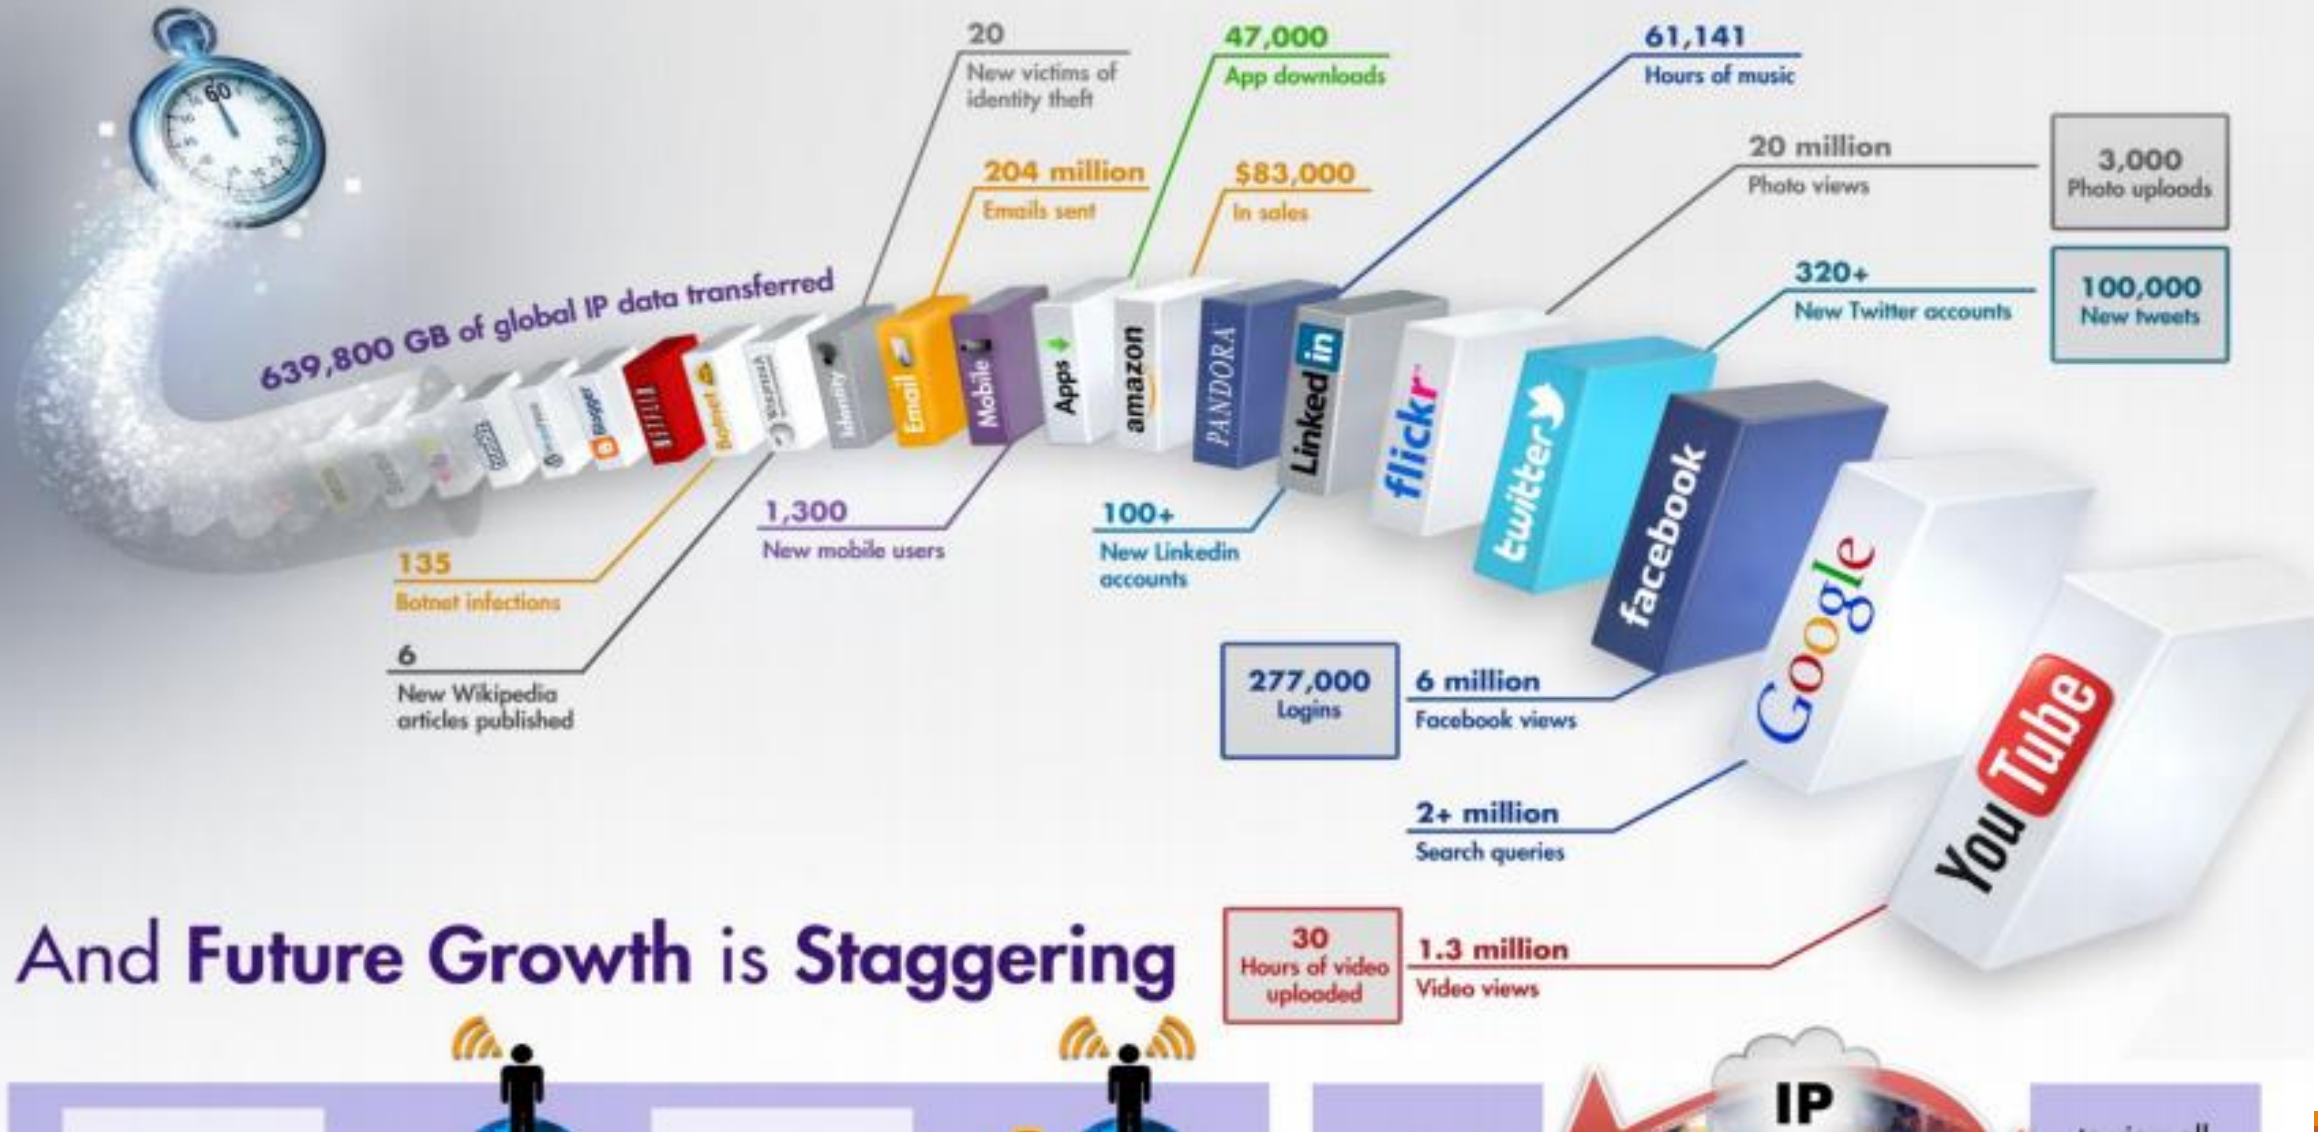 60
20
New victims of
identity theft
47,000
App downloads
61,141
Hours of music
204 million
Emails sent
$83,000
In sales
20 million
Photo views
3,000
Photo uploads
320+
New Twitter accounts
100,000
New tweets
639,800 GB of global IP data transferred
Blogger
NETFLIX
Botnet
Identity
Email
Mobile
Apps
amazon
PANDORA
Linkedin
flickr
twitter
facebook
Google
YouTube
135
Botnet infections
6
New Wikipedia
articles published
1,300
New mobile users
100+
New Linkedin
accounts
277,000
Logins
6 million
Facebook views
2+ million
Search queries
30
Hours of video
uploaded
1.3 million
Video views
And Future Growth is Staggering
IP